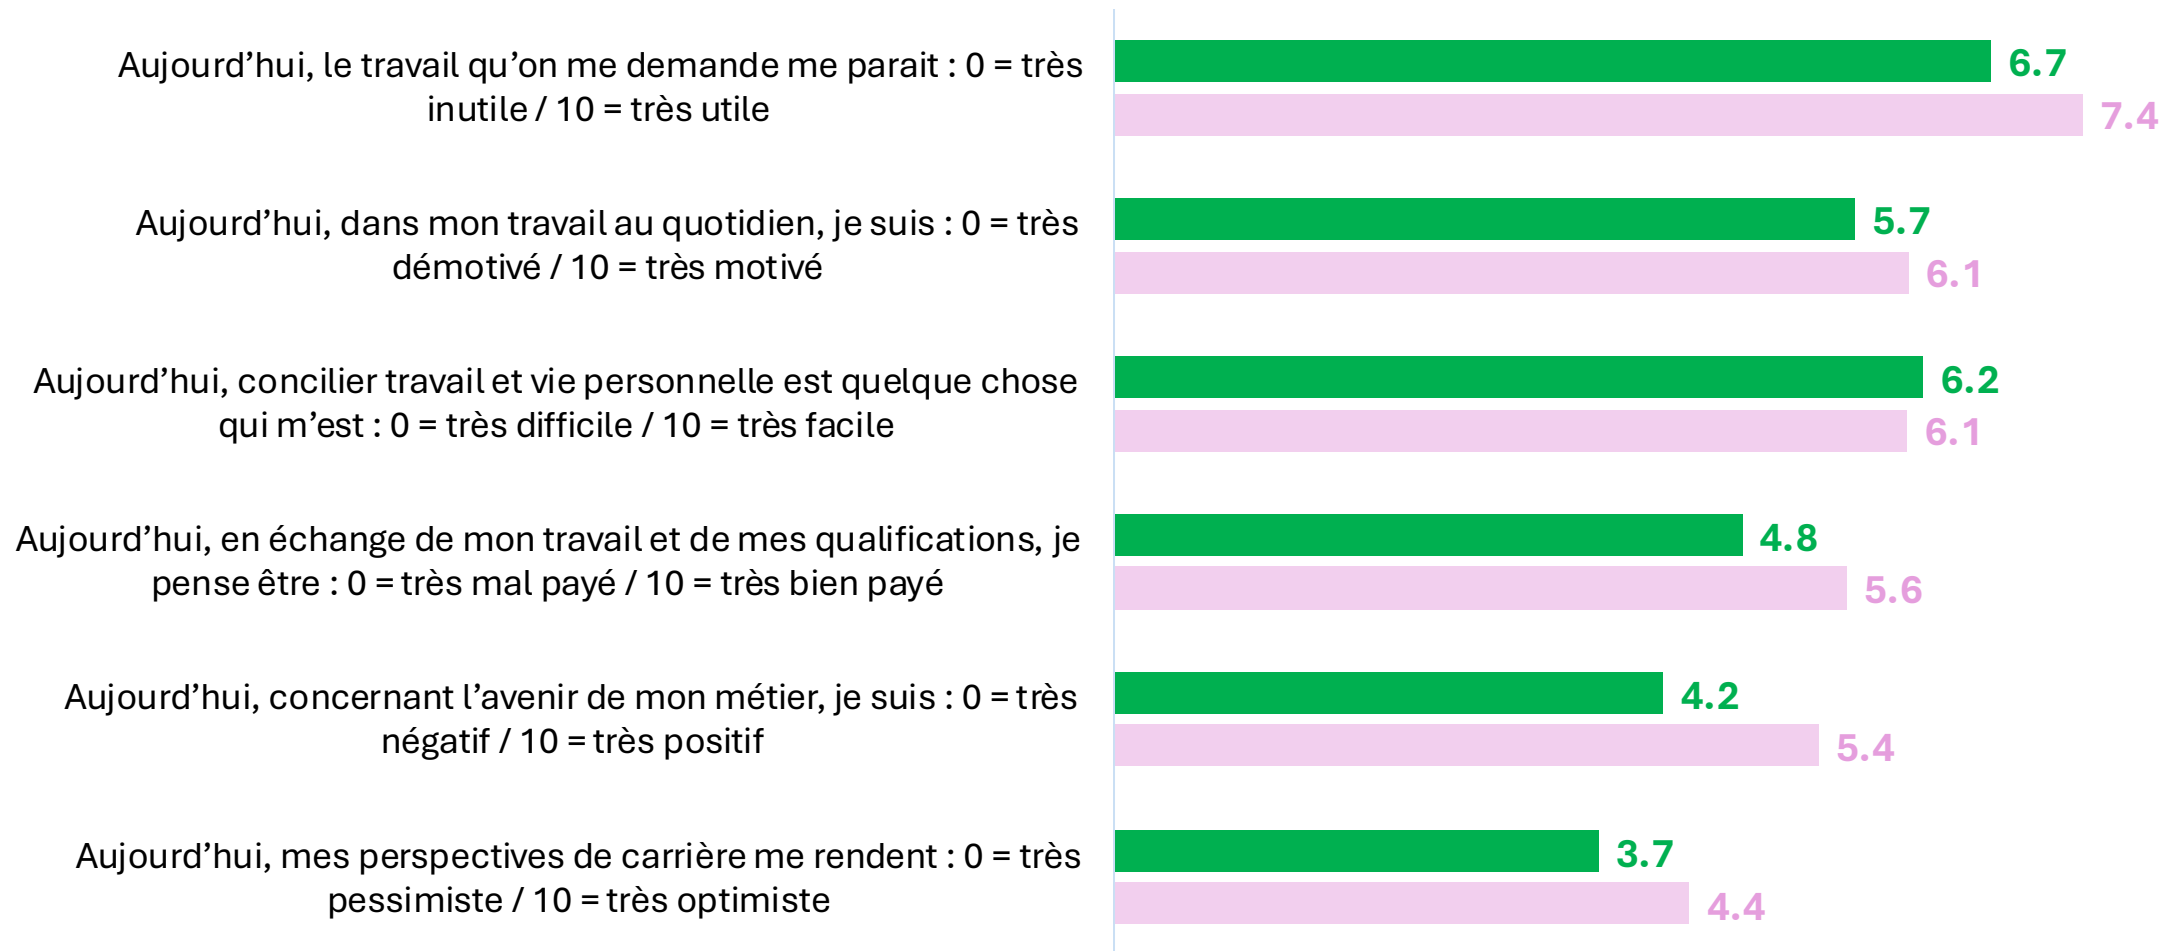 Aujourd’hui, le travail qu’on me demande me parait : 0 = très
inutile / 10 = très utile
6.7
7.4
Aujourd’hui, dans mon travail au quotidien, je suis : 0 = très
démotivé / 10 = très motivé
5.7
6.1
Aujourd’hui, concilier travail et vie personnelle est quelque chose
qui m’est : 0 = très difficile / 10 = très facile
6.2
6.1
Aujourd’hui, en échange de mon travail et de mes qualifications, je
pense être : 0 = très mal payé / 10 = très bien payé
4.8
5.6
Aujourd’hui, concernant l’avenir de mon métier, je suis : 0 = très
négatif / 10 = très positif
4.2
5.4
Aujourd’hui, mes perspectives de carrière me rendent : 0 = très
pessimiste / 10 = très optimiste
3.7
4.4